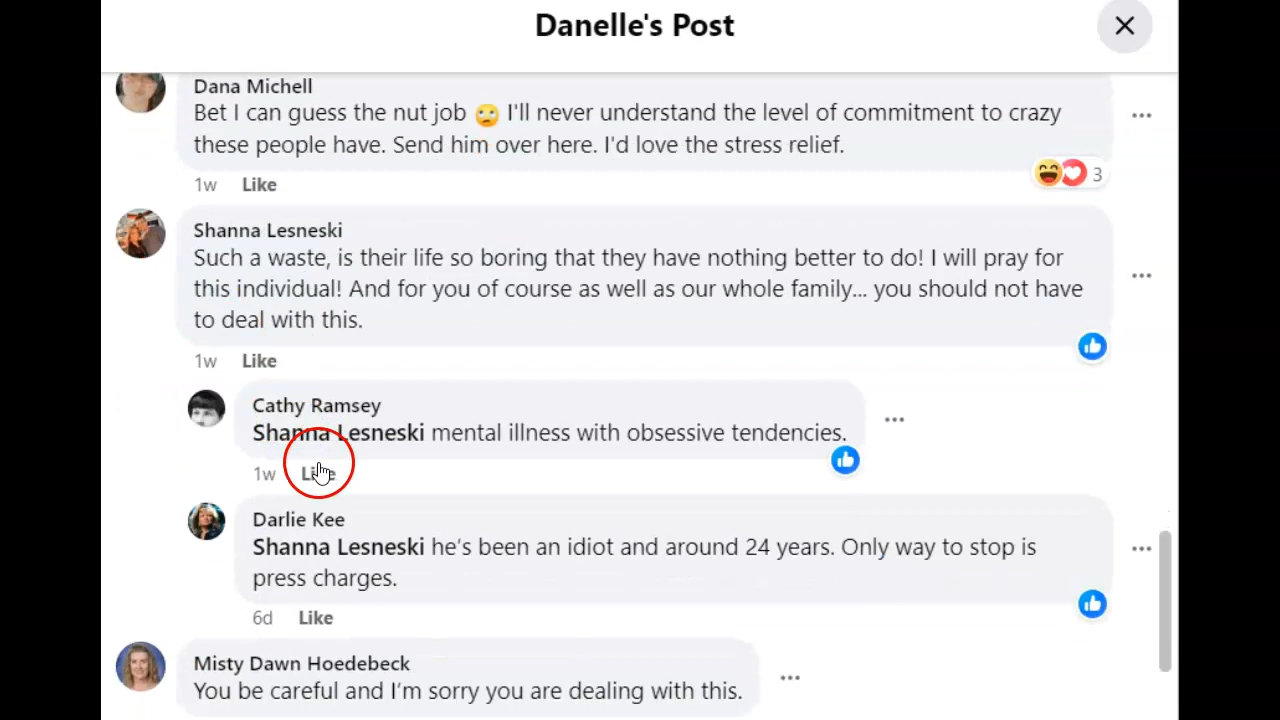 Danelle's Post
Dana Michell
Bet I can guess the nut job 🙄 I'll never understand the level of commitment to crazy
these people have. Send him over here. I'd love the stress relief.
1w Like
3
Shanna Lesneski
Such a waste, is their life so boring that they have nothing better to do! I will pray for
this individual! And for you of course as well as our whole family... you should not have
to deal with this.
1w Like
Cathy Ramsey
Shanna Lesneski mental illness with obsessive tendencies.
1w Like
Darlie Kee
Shanna Lesneski he's been an idiot and around 24 years. Only way to stop is
press charges.
6d Like
Misty Dawn Hoedebeck
You be careful and I'm sorry you are dealing with this.